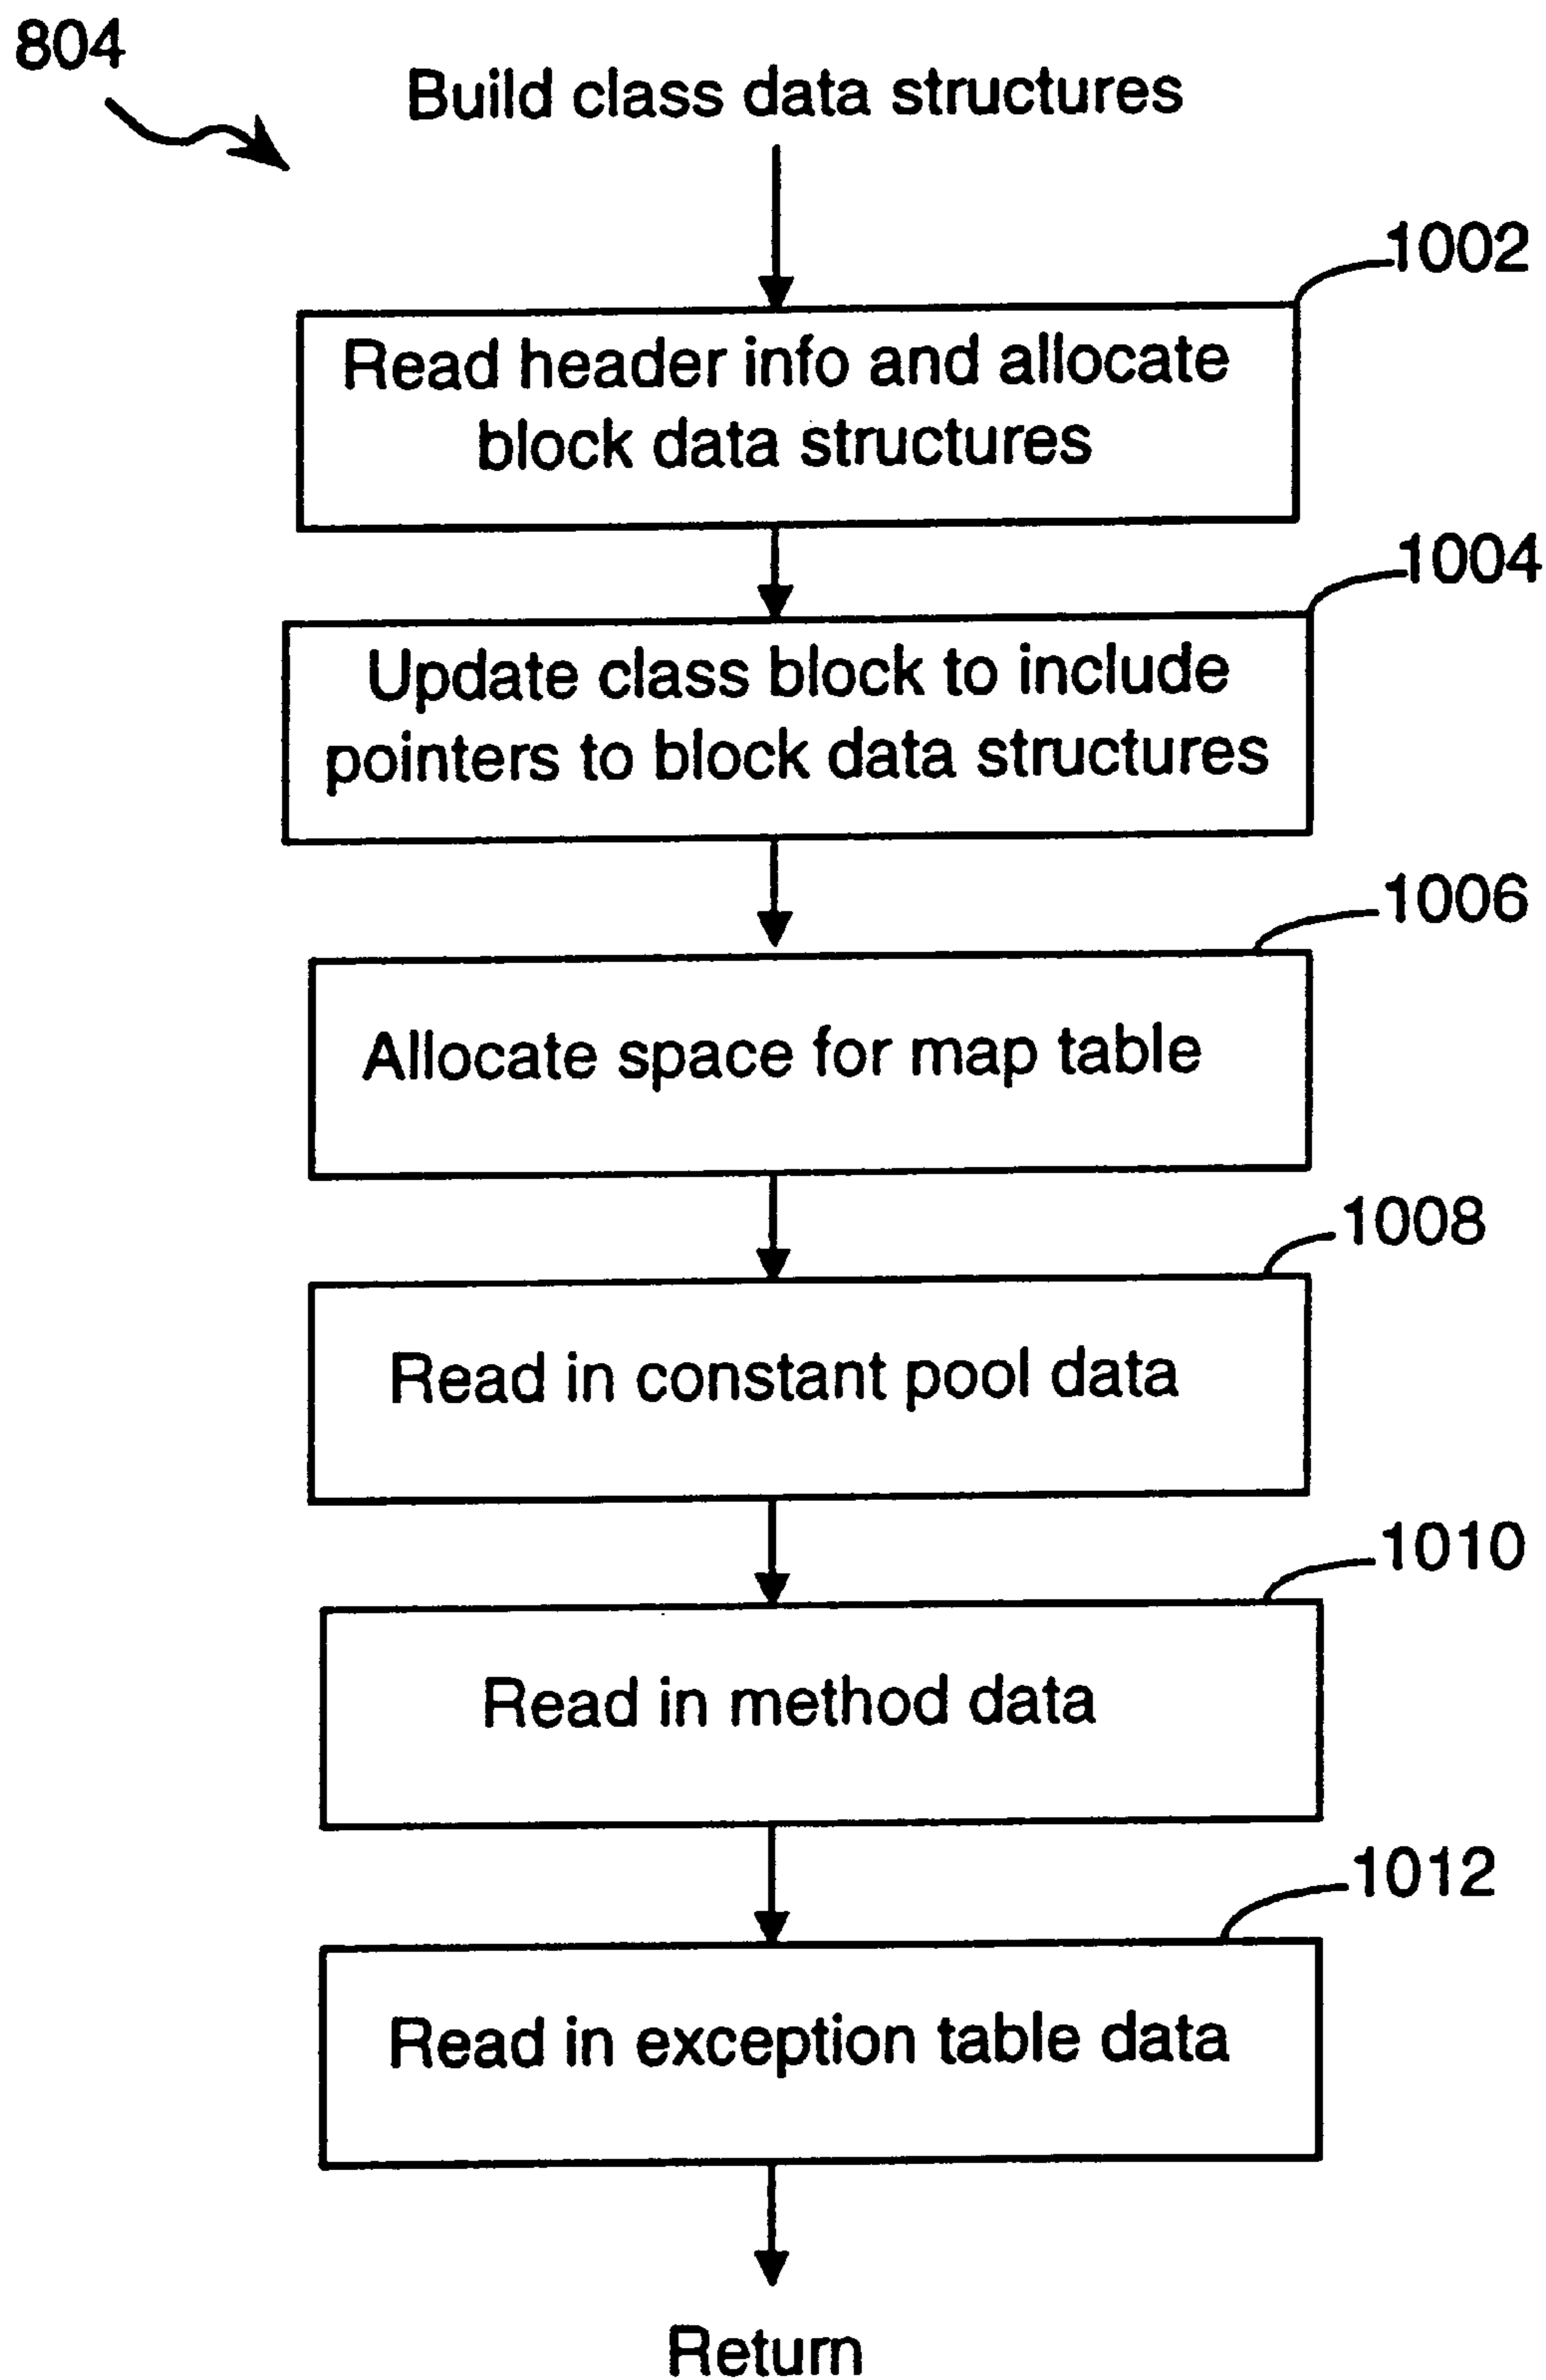 804
Build class data structures
1002
Read header info and allocate
block data structures
1004
Update class block to include
pointers to block data structures
1006
Allocate space for map table
1008
Read in constant pool data
1010
Read in method data
1012
Read in exception table data
Return